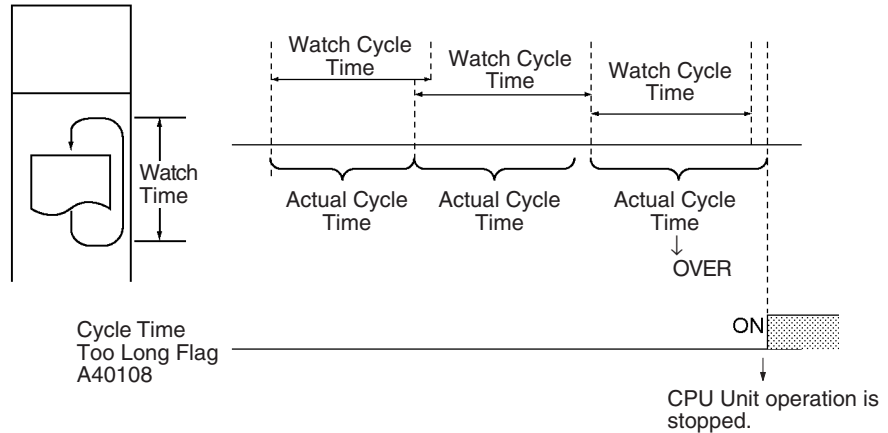 Watch Cycle
Time
Watch Cycle
Time
Watch Cycle
Time
Watch
Time
Actual Cycle
Time
Actual Cycle
Time
Actual Cycle
Time
↓
OVER
Cycle Time
Too Long Flag
A40108
ON
CPU Unit operation is
stopped.